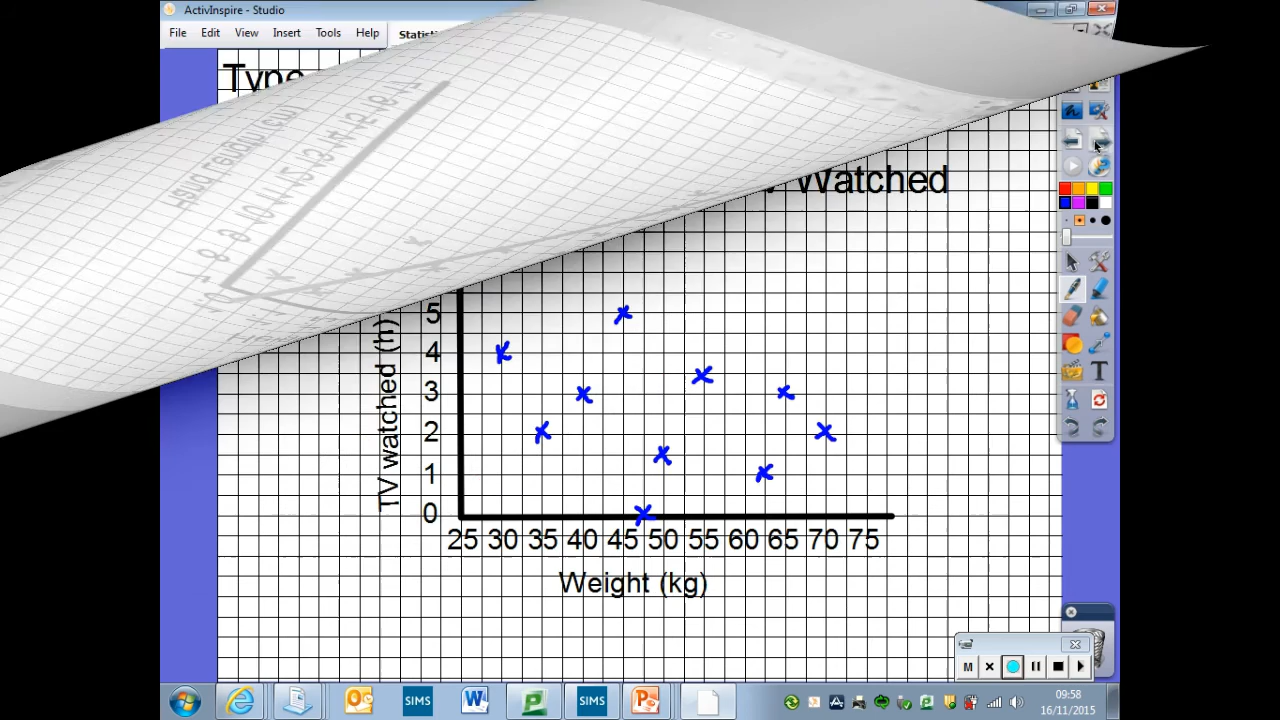 ActivInspire - Studio
File Edit View Insert Tools Help
Type
Watched
TV watched (h)
5
4
3
2
1
0
25 30 35 40 45 50 55 60 65 70 75
Weight (kg)
M
T
SIMS
W
SIMS
09:58
16/11/2015